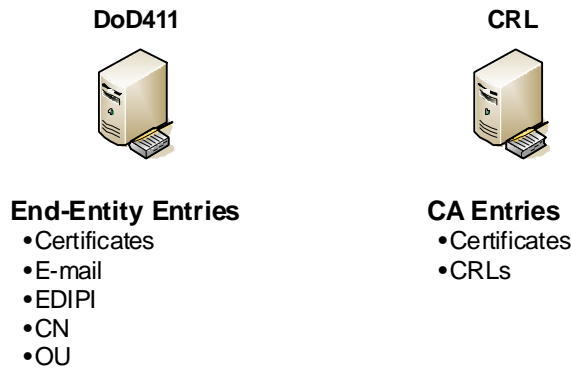 DoD411
End-Entity Entries
•Certificates
•E-mail
•EDIPI
•CN
•OU
CRL
CA Entries
•Certificates
•CRLs